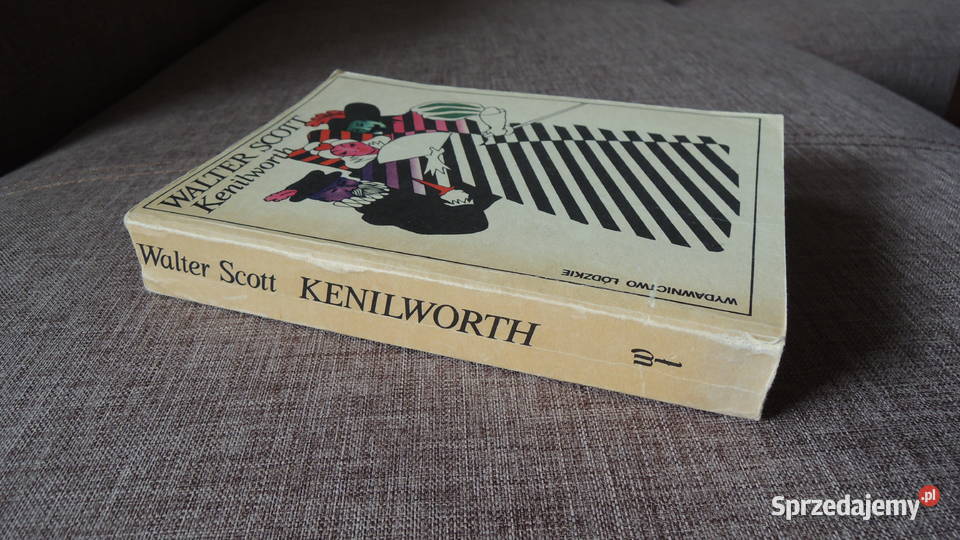 WALTER SCOTT
Kenilworth
WYDAWNICTWO ŁÓDZKIE
Walter Scott KENILWORTH
Sprzedajemy.pl